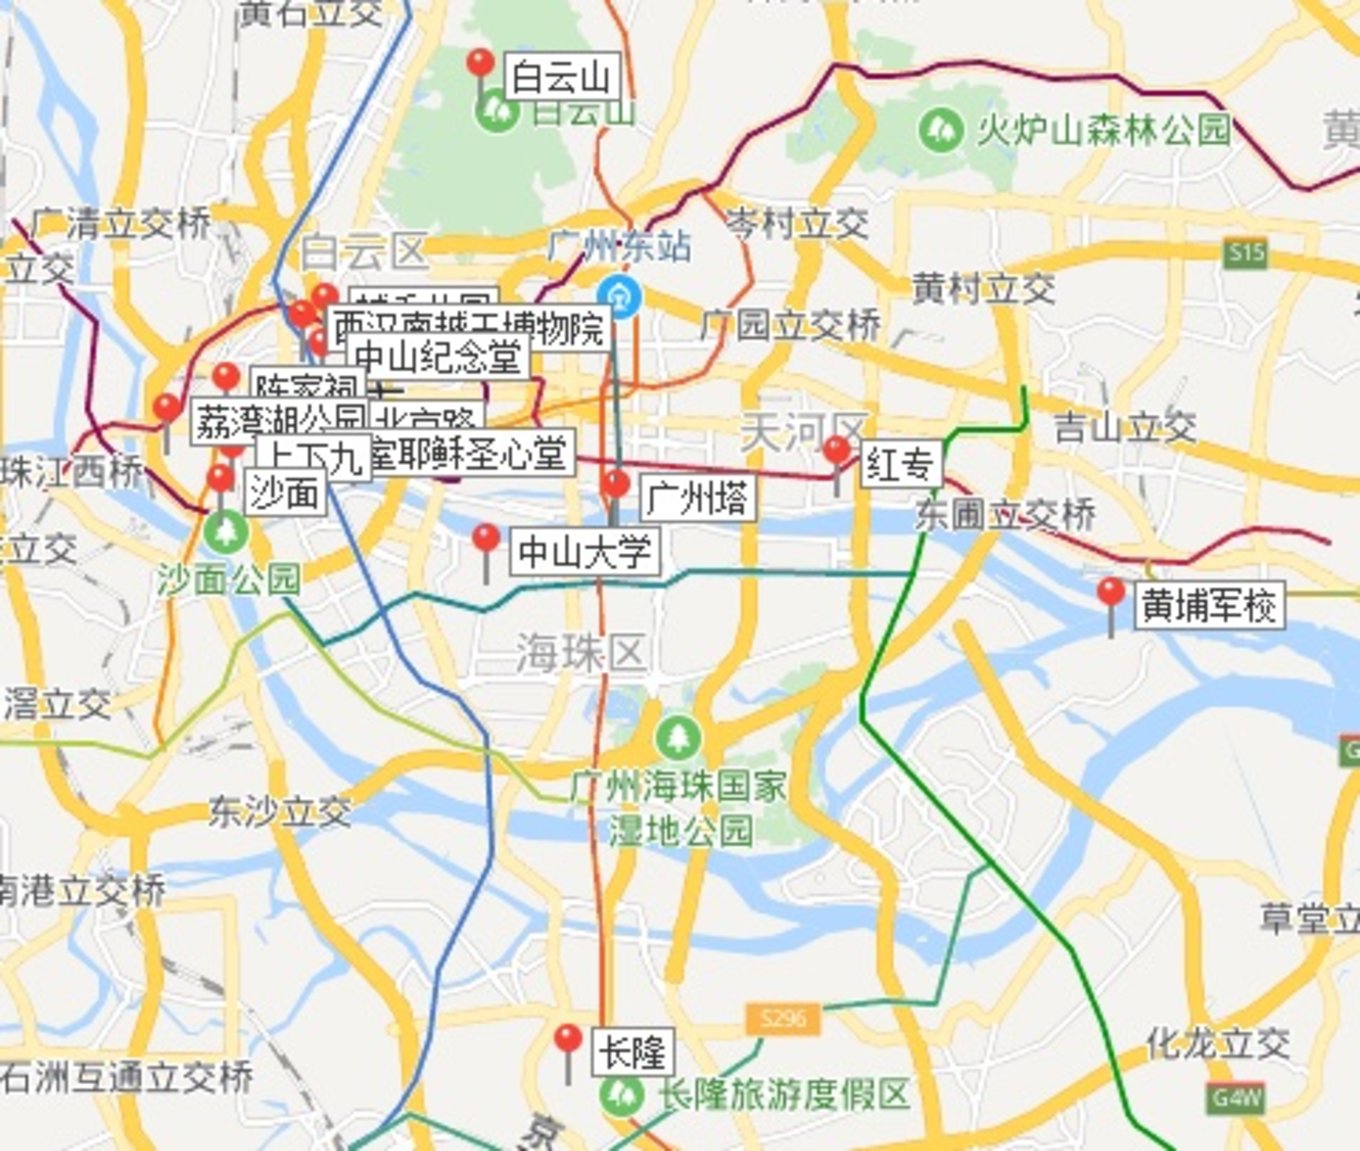 黄石立交
白云山
白云山
火炉山森林公园
黄
广清立交桥
岑村立交
广州东站
白云区
S15
立交
黄村立交
西汉南越王博物院
广园立交桥
中山纪念堂
陈家祠
荔湾湖公园
北京路
天河区
吉山立交
上下九
室耶稣圣心堂
红专
珠江西桥
沙面
广州塔
东圃立交桥
立交
中山大学
沙面公园
黄埔军校
海珠区
滘立交
G
广州海珠国家
湿地公园
东沙立交
南港立交桥
草堂立
S296
长隆
化龙立交
石洲互通立交桥
长隆旅游度假区
G4W
京